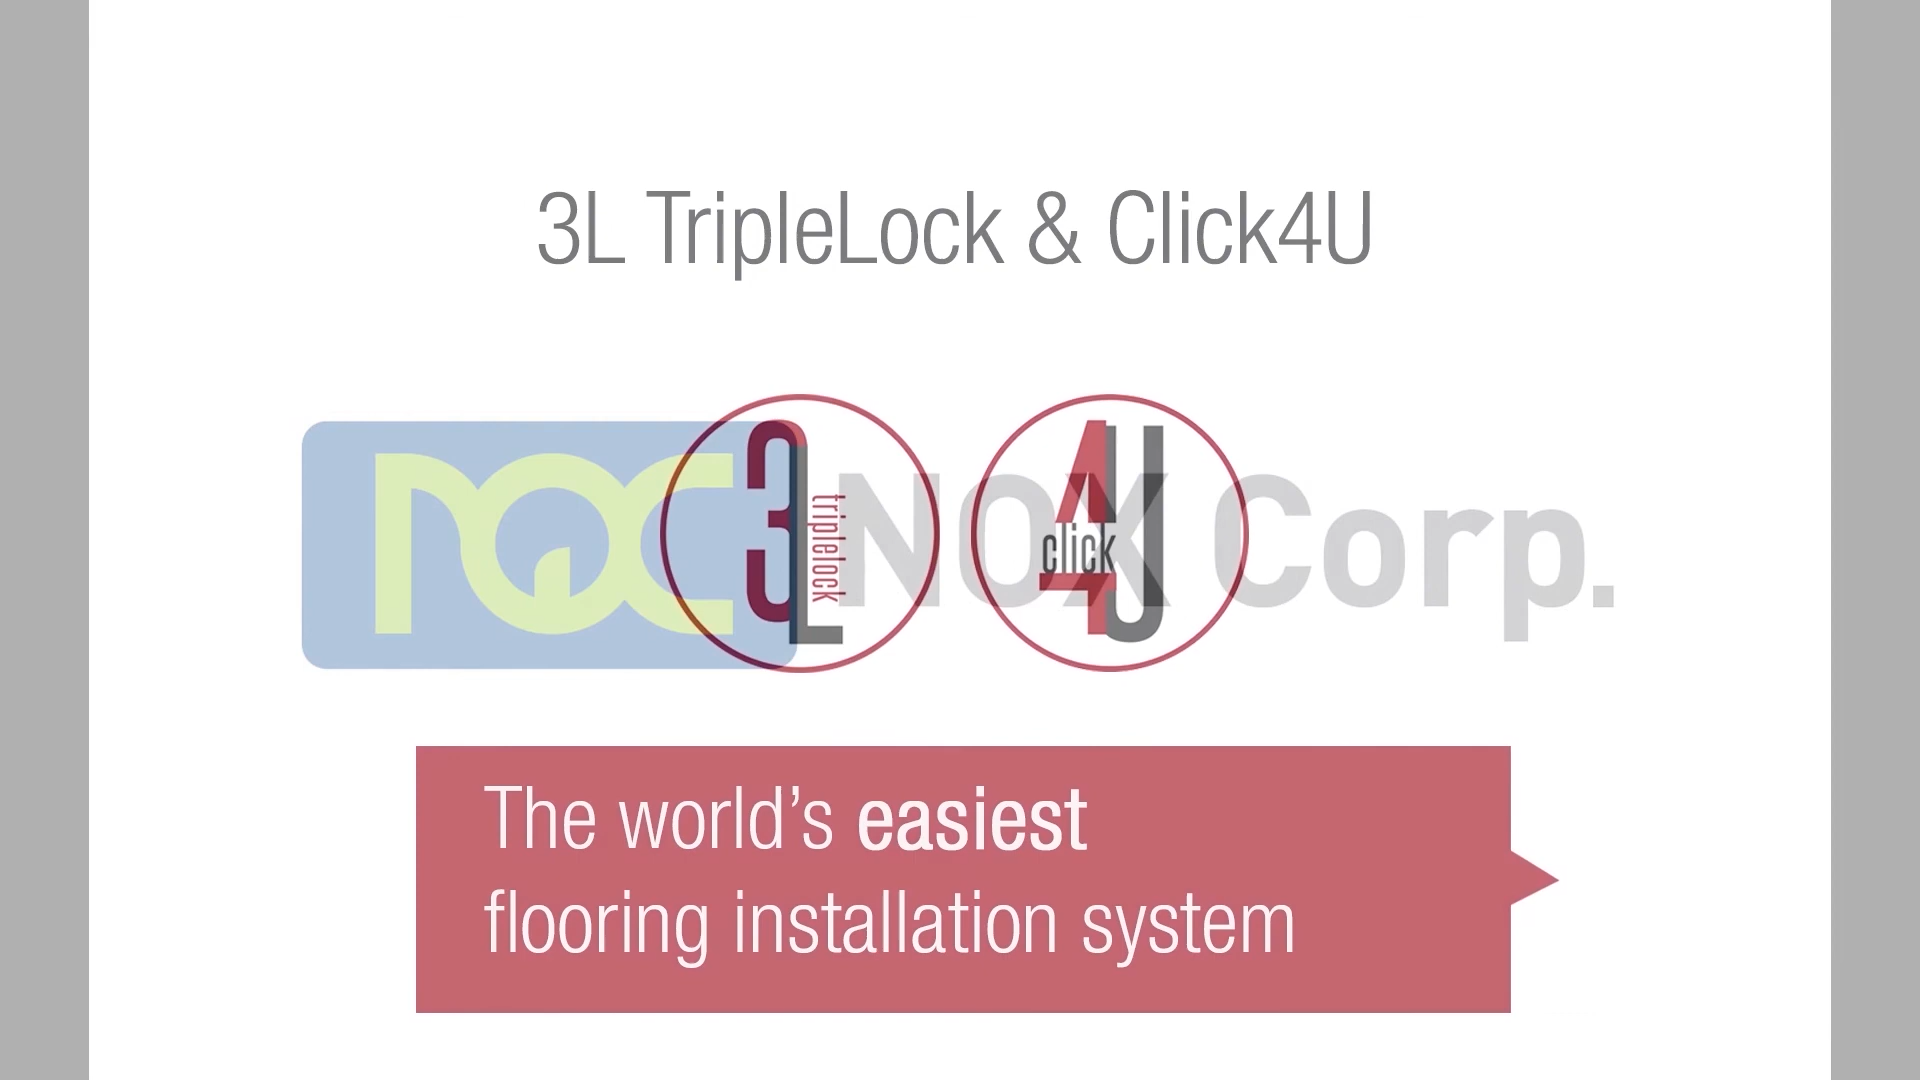 3L TripleLock & Click4U
3L
triplelock
4U
click
NOX Corp.
The world’s easiest
flooring installation system